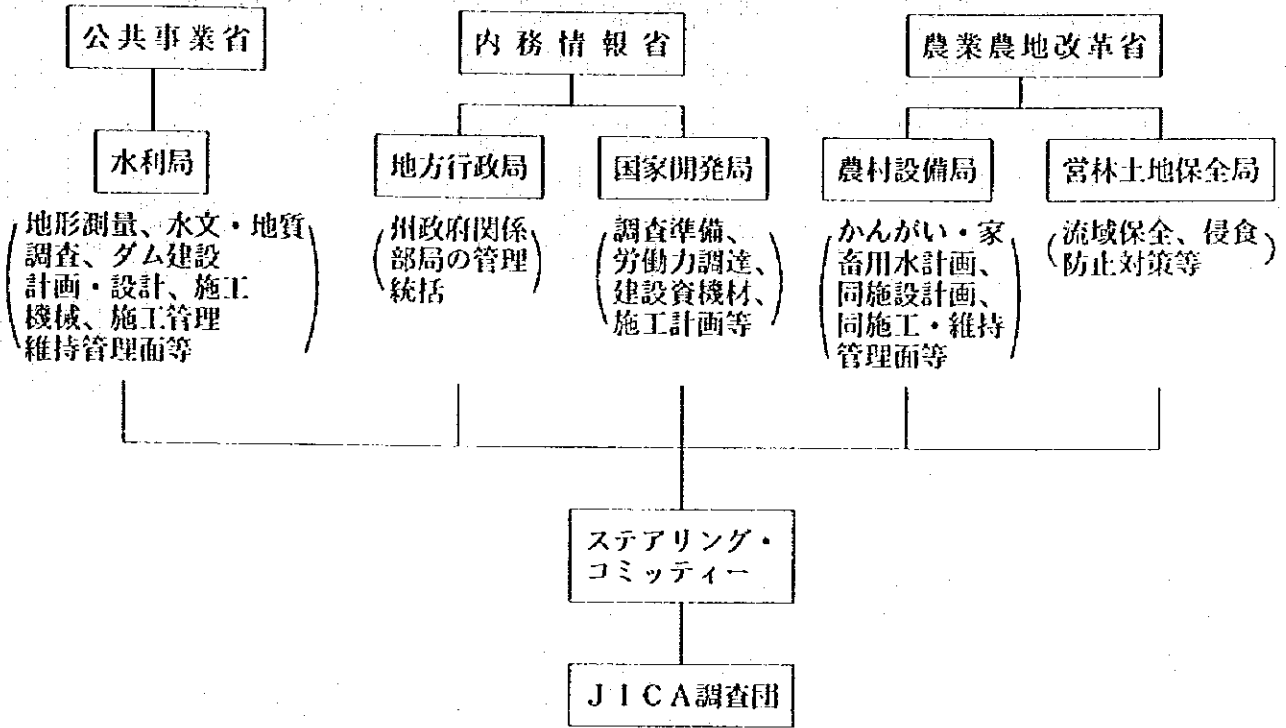 公共事業省
内務情報省
農業農地改革省
水利局
地方行政局
国家開発局
農村設備局
営林土地保全局
(地形測量、水文・地質
調査、ダム建設
計画・設計、施工
機械、施工管理
維持管理面等)
(州政府関係
部局の管理
統括)
(調査準備、
労働力調達、
建設資機材、
施工計画等)
(かんがい・家
畜用水計画、
同施設計画、
同施工・維持
管理面等)
(流域保全、侵食
防止対策等)
ステアリング・
コミッティー
JICA調査団